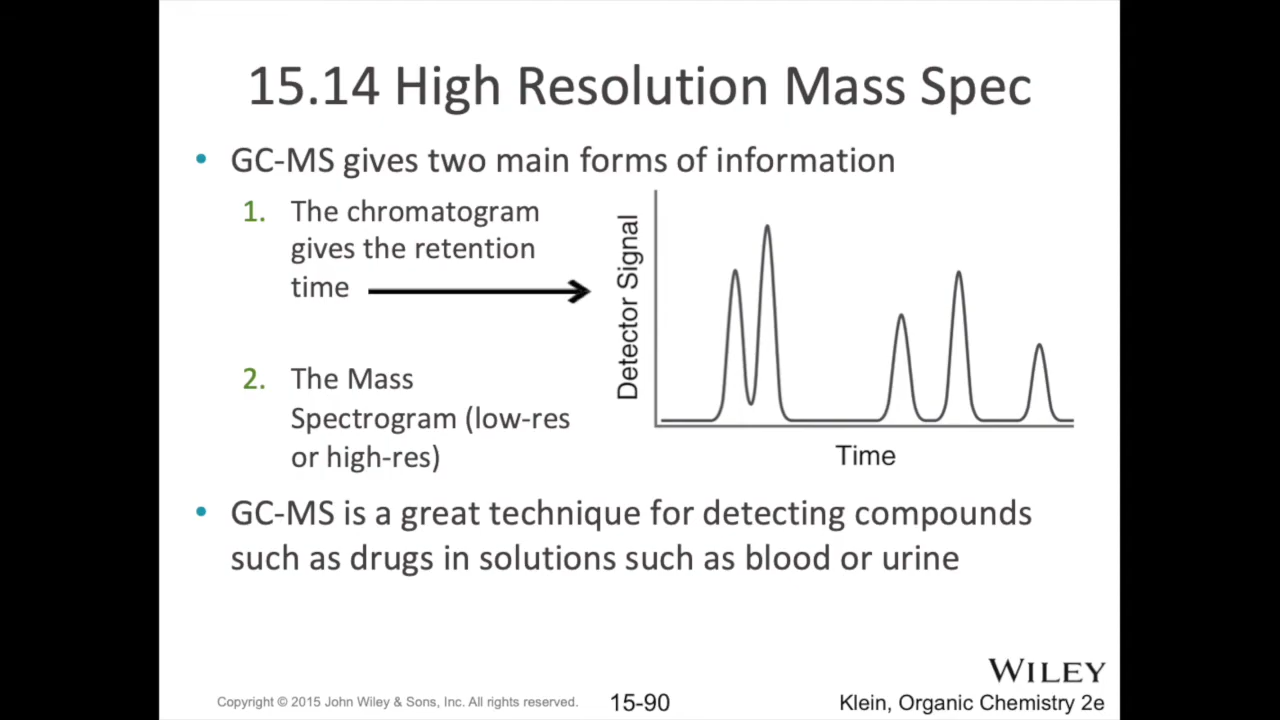 15.14 High Resolution Mass Spec
• GC-MS gives two main forms of information
1. The chromatogram
gives the retention
time
Detector Signal
Time
2. The Mass
Spectrogram (low-res
or high-res)
• GC-MS is a great technique for detecting compounds
such as drugs in solutions such as blood or urine
WILEY
Copyright © 2015 John Wiley & Sons, Inc. All rights reserved.
15-90
Klein, Organic Chemistry 2e